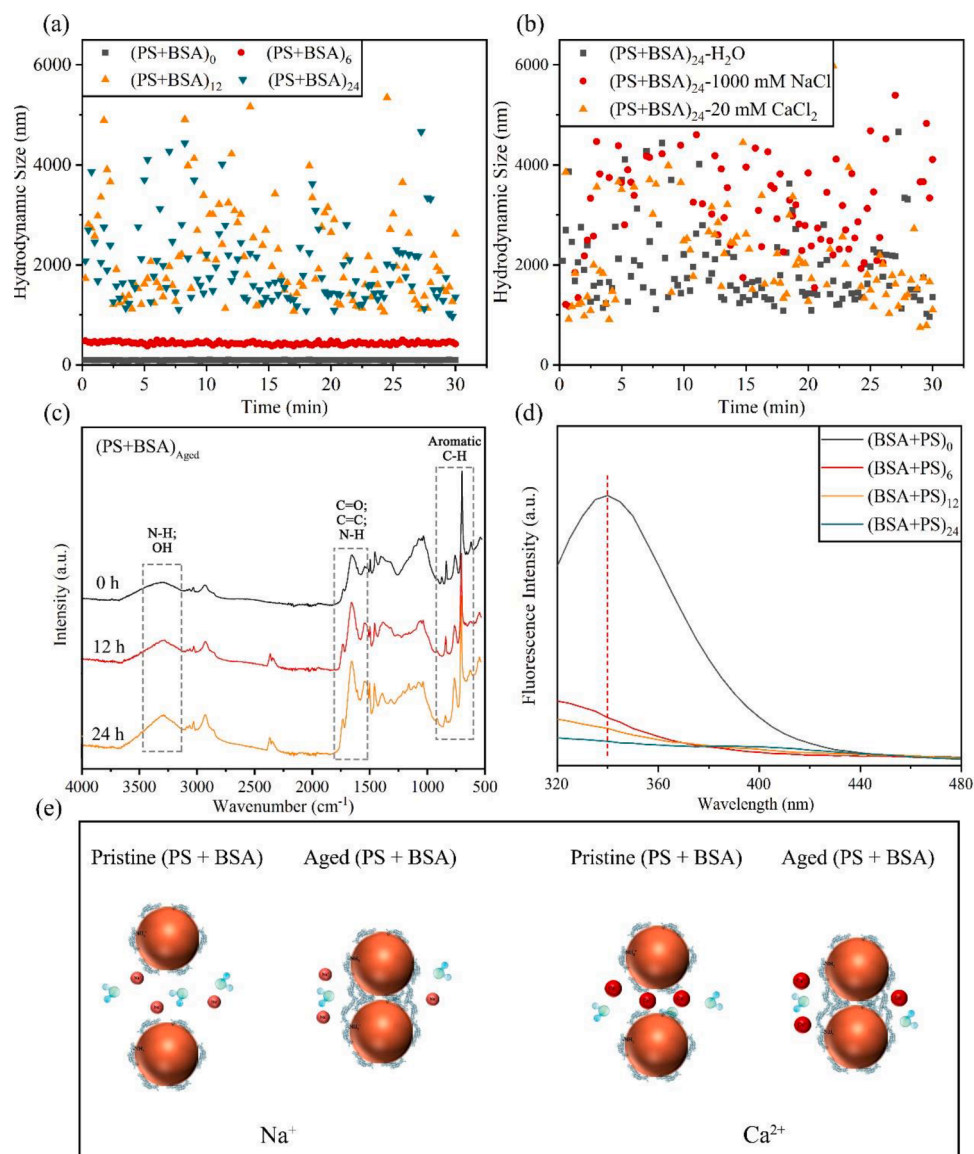 (a)
(PS+BSA)₀ (PS+BSA)₆
(PS+BSA)₁₂ (PS+BSA)₂₄
Hydrodynamic Size (nm)
6000
4000
2000
0
0 5 10 15 20 25 30
Time (min)
(b)
(PS+BSA)₂₄-H₂O
(PS+BSA)₂₄-1000 mM NaCl
(PS+BSA)₂₄-20 mM CaCl₂
Hydrodynamic Size (nm)
6000
4000
2000
0
0 5 10 15 20 25 30
Time (min)
(c)
(PS+BSA)Aged
Aromatic
C-H
C=O;
C=C;
N-H
N-H;
OH
0 h
12 h
24 h
Intensity (a.u.)
4000 3500 3000 2500 2000 1500 1000 500
Wavenumber (cm⁻¹)
(d)
(BSA+PS)₀
(BSA+PS)₆
(BSA+PS)₁₂
(BSA+PS)₂₄
Fluorescence Intensity (a.u.)
320 360 400 440 480
Wavelength (nm)
(e)
Pristine (PS + BSA) Aged (PS + BSA) Pristine (PS + BSA) Aged (PS + BSA)
Na⁺ Ca²⁺